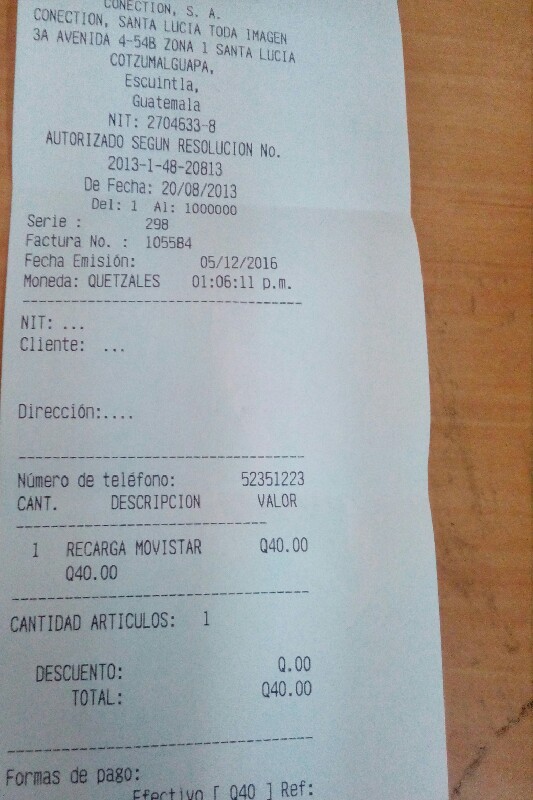 CONECTION, S. A.
CONECTION, SANTA LUCIA TODA IMAGEN
3A AVENIDA 4-54B ZONA 1 SANTA LUCIA
COTZUMALGUAPA,
Escuintla,
Guatemala
NIT: 2704633-8
AUTORIZADO SEGUN RESOLUCION No.
2013-1-48-20813
De Fecha: 20/08/2013
Del: 1 Al: 1000000
Serie : 298
Factura No. : 105584
Fecha Emisión: 05/12/2016
Moneda: QUETZALES 01:06:11 p.m.
NIT: ...
Cliente: ...
Dirección:....
Número de teléfono: 52351223
CANT. DESCRIPCION VALOR
1 RECARGA MOVISTAR Q40.00
Q40.00
CANTIDAD ARTICULOS: 1
DESCUENTO: Q.00
TOTAL: Q40.00
Formas de pago:
Efectivo [ Q40 ] Ref: